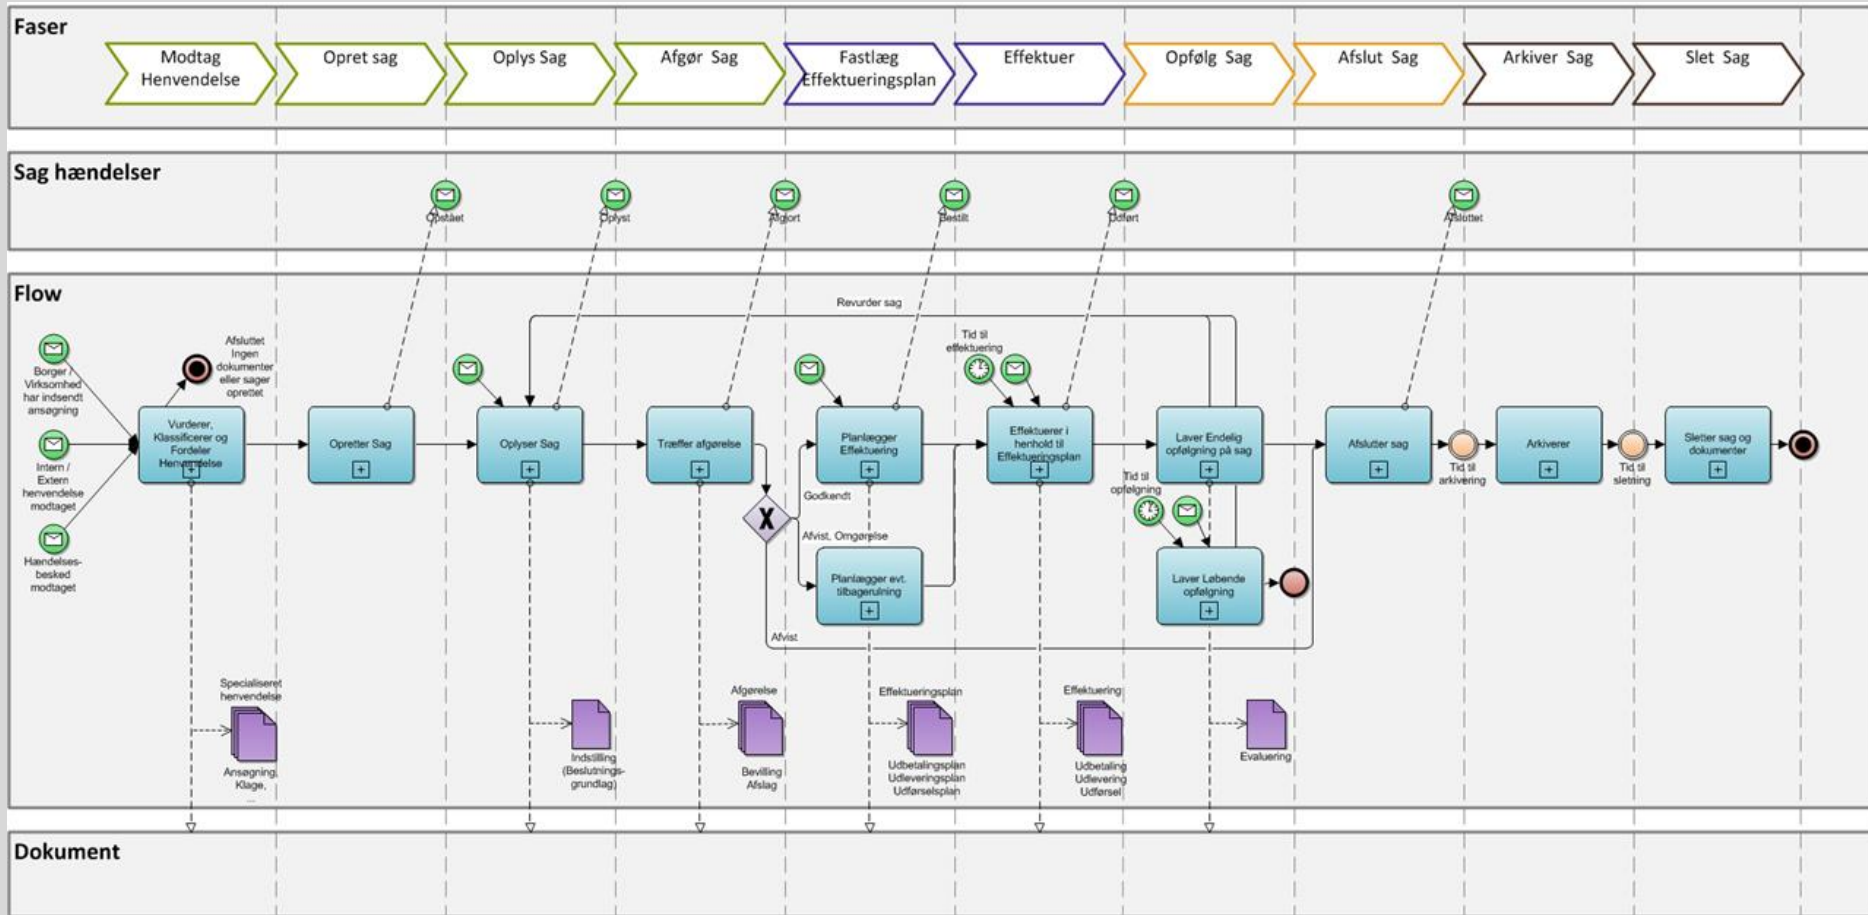 Faser
Modtag
Henvendelse
Opret sag
Oplys Sag
Afgør Sag
Fastlæg
Effektueringsplan
Effektuer
Opfølg Sag
Afslut Sag
Arkiver Sag
Slet Sag
Sag hændelser
Opstået
Oplyst
Afgjort
Bestilt
Udført
Afsluttet
Flow
Revurder sag
Borger /
Virksomhed
har indsendt
ansøgning
Intern /
Extern
henvendelse
modtaget
Hændelses-
besked
modtaget
Afsluttet
Ingen
dokumenter
eller sager
oprettet
Vurderer,
Klassificerer og
Fordeler
Henvendelse
Opretter Sag
Oplyser Sag
Træffer afgørelse
X
Godkendt
Afvist, Omgørelse
Afvist
Planlægger
Effektuering
Planlægger evt.
tilbagerulning
Tid til
effektuering
Effektuerer i
henhold til
Effektueringsplan
Laver Endelig
opfølgning på sag
Tid til
opfølgning
Laver Løbende
opfølgning
Afslutter sag
Tid til
arkivering
Arkiverer
Tid til
sletning
Sletter sag og
dokumenter
Specialiseret
henvendelse
Ansøgning,
Klage,
...
Indstilling
(Beslutnings-
grundlag)
Afgørelse
Bevilling
Afslag
Effektueringsplan
Udbetalingsplan
Udleveringsplan
Udførselsplan
Effektuering
Udbetaling
Udlevering
Udførsel
Evaluering
Dokument